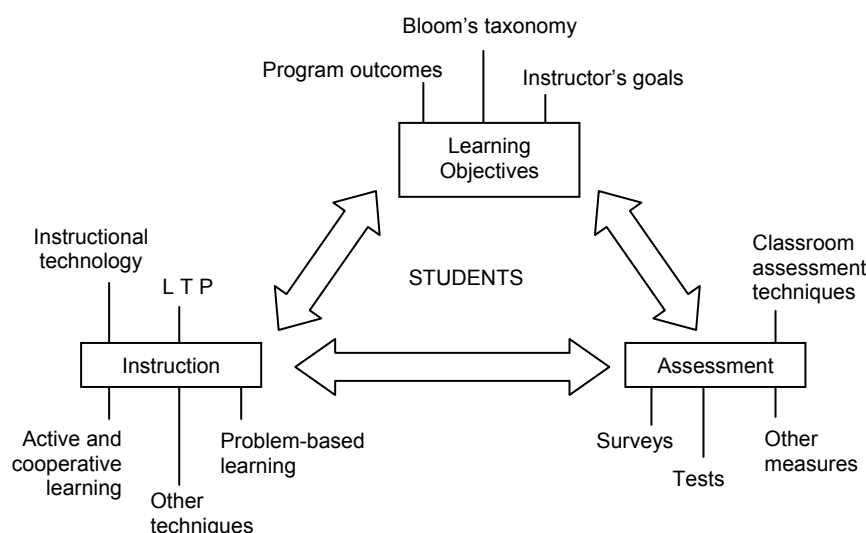 Bloom’s taxonomy
Program outcomes
Instructor’s goals
Learning
Objectives
Instructional
technology
L T P
STUDENTS
Classroom
assessment
techniques
Instruction
Assessment
Active and
cooperative
learning
Problem-based
learning
Other
techniques
Surveys
Tests
Other
measures